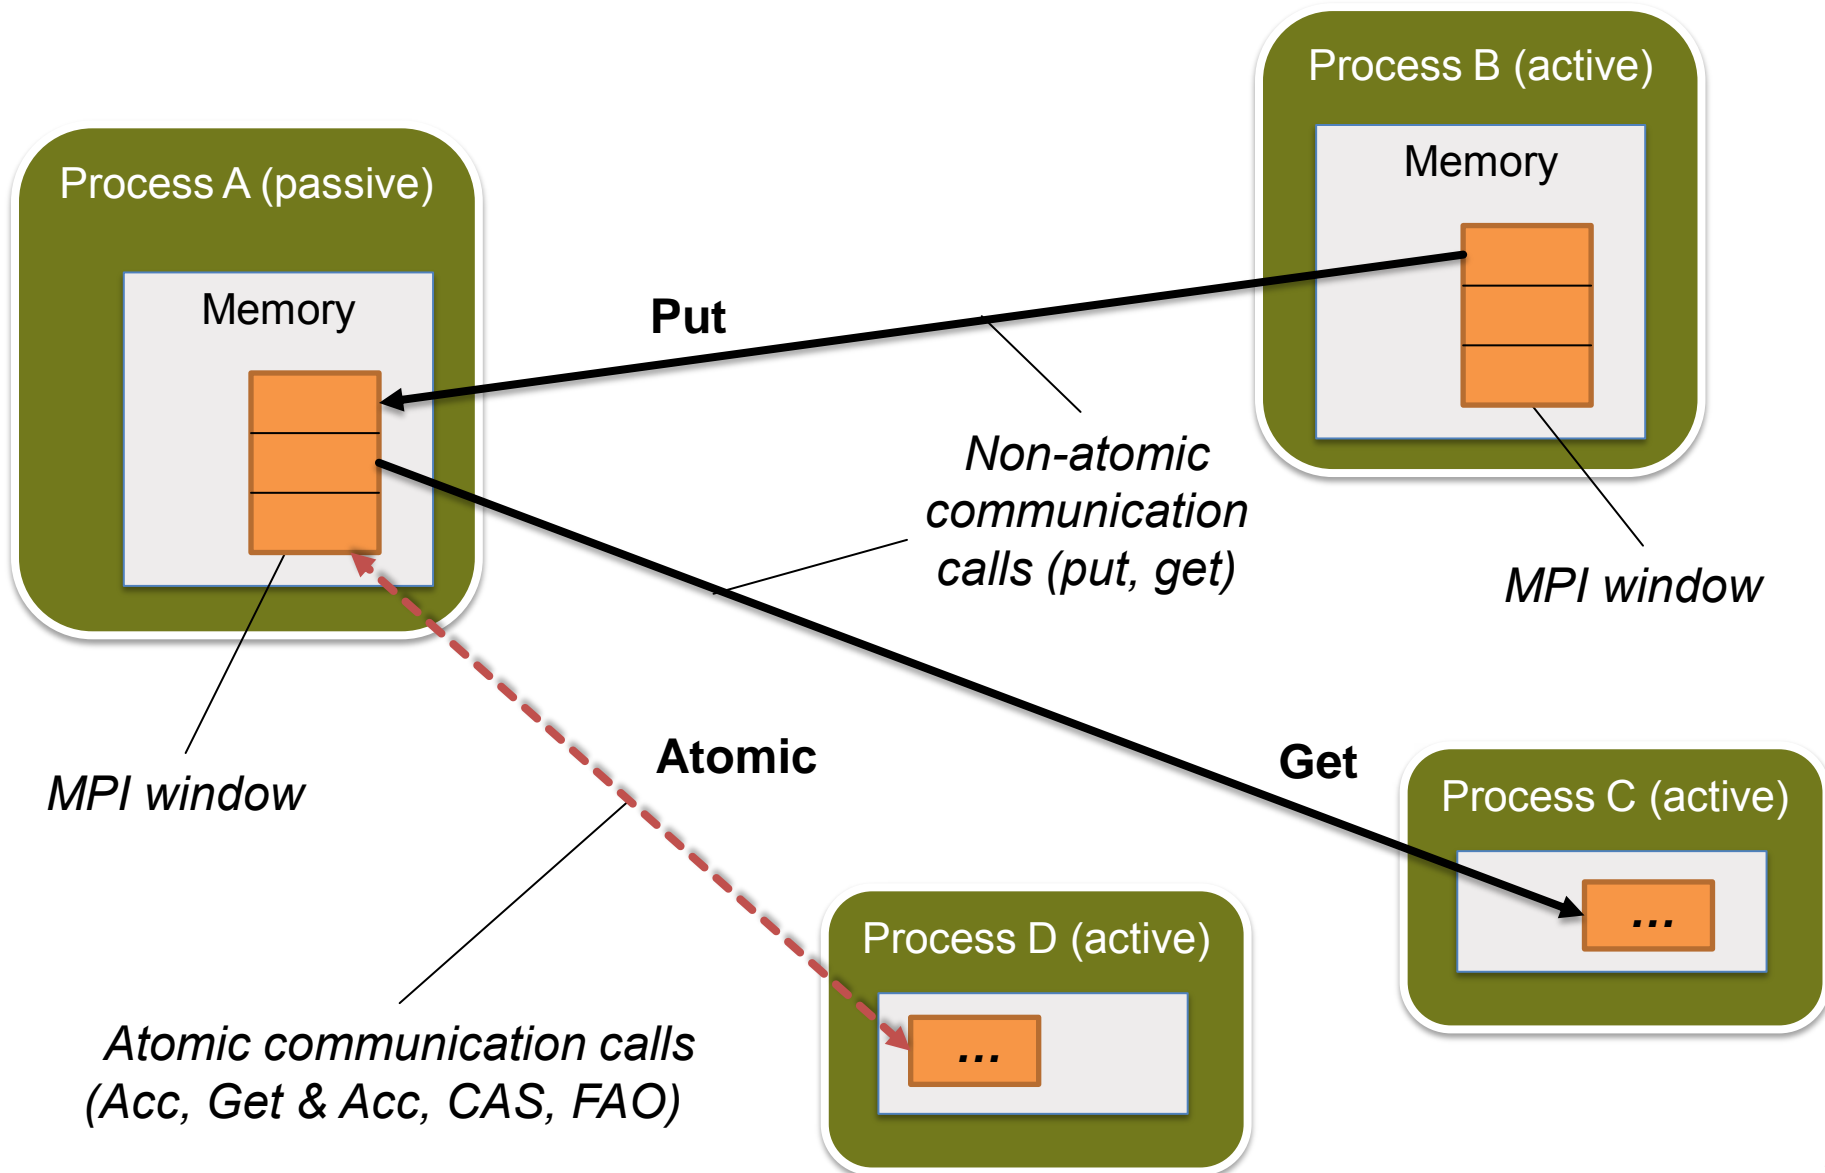 Process B (active)
Memory
Process A (passive)
Memory
Put
Non-atomic
communication
calls (put, get)
MPI window
MPI window
Atomic
Get
Process C (active)
...
Process D (active)
...
Atomic communication calls
(Acc, Get & Acc, CAS, FAO)